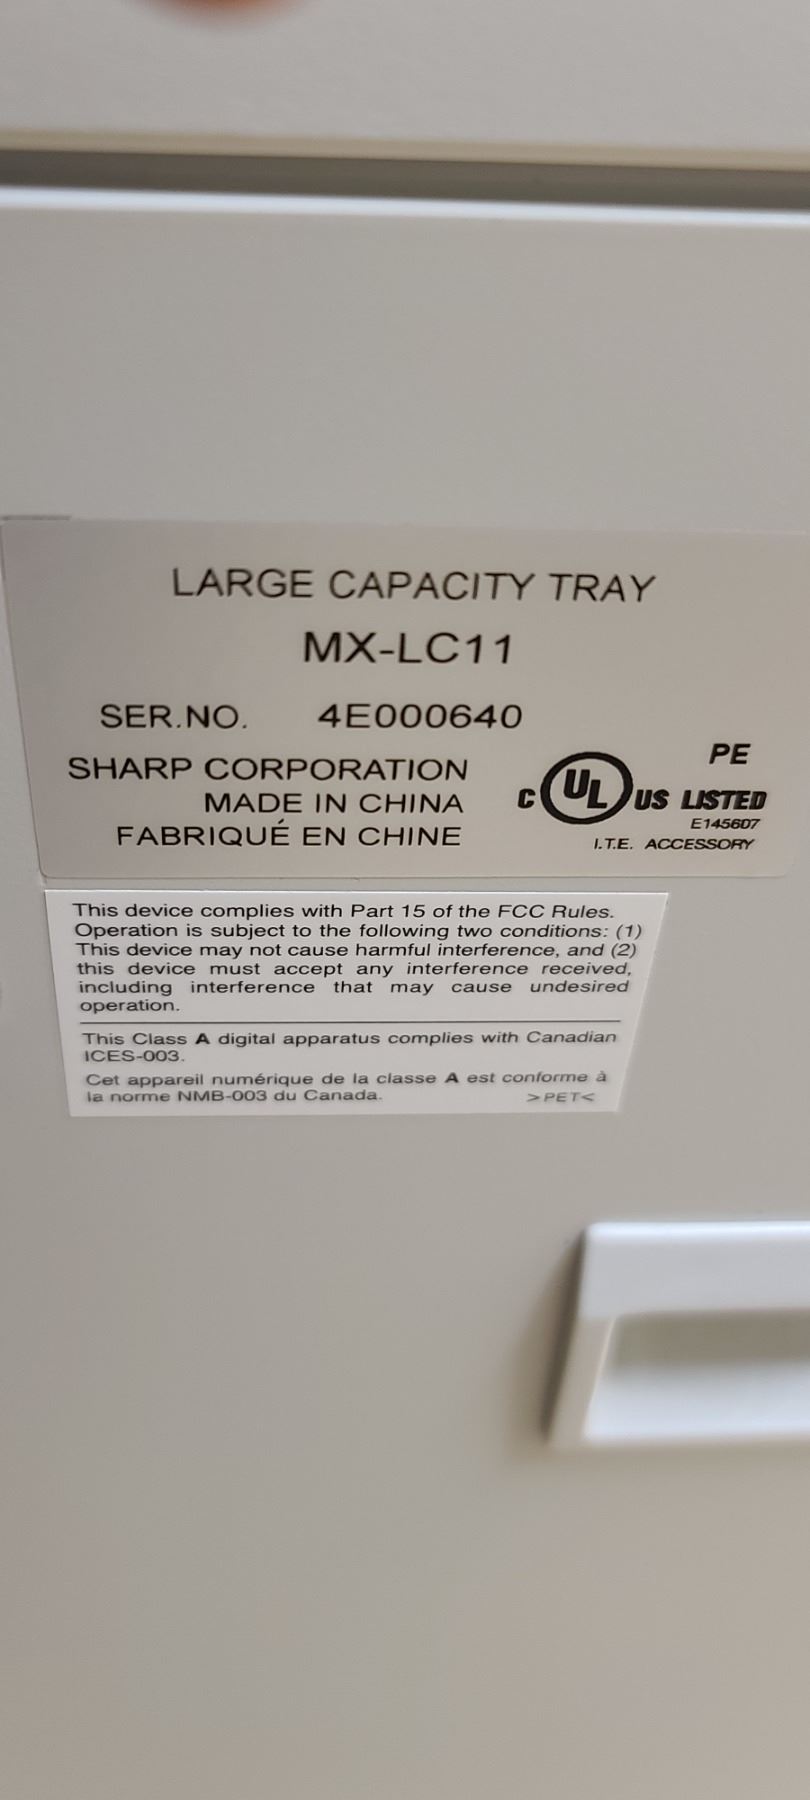 LARGE CAPACITY TRAY
MX-LC11
SER.NO. 4E000640
SHARP CORPORATION
MADE IN CHINA
FABRIQUÉ EN CHINE
PE
C UL US LISTED
E145607
I.T.E. ACCESSORY
This device complies with Part 15 of the FCC Rules.
Operation is subject to the following two conditions: (1)
This device may not cause harmful interference, and (2)
this device must accept any interference received,
including interference that may cause undesired
operation.
This Class A digital apparatus complies with Canadian
ICES-003.
Cet appareil numérique de la classe A est conforme à
la norme NMB-003 du Canada.
>PET<